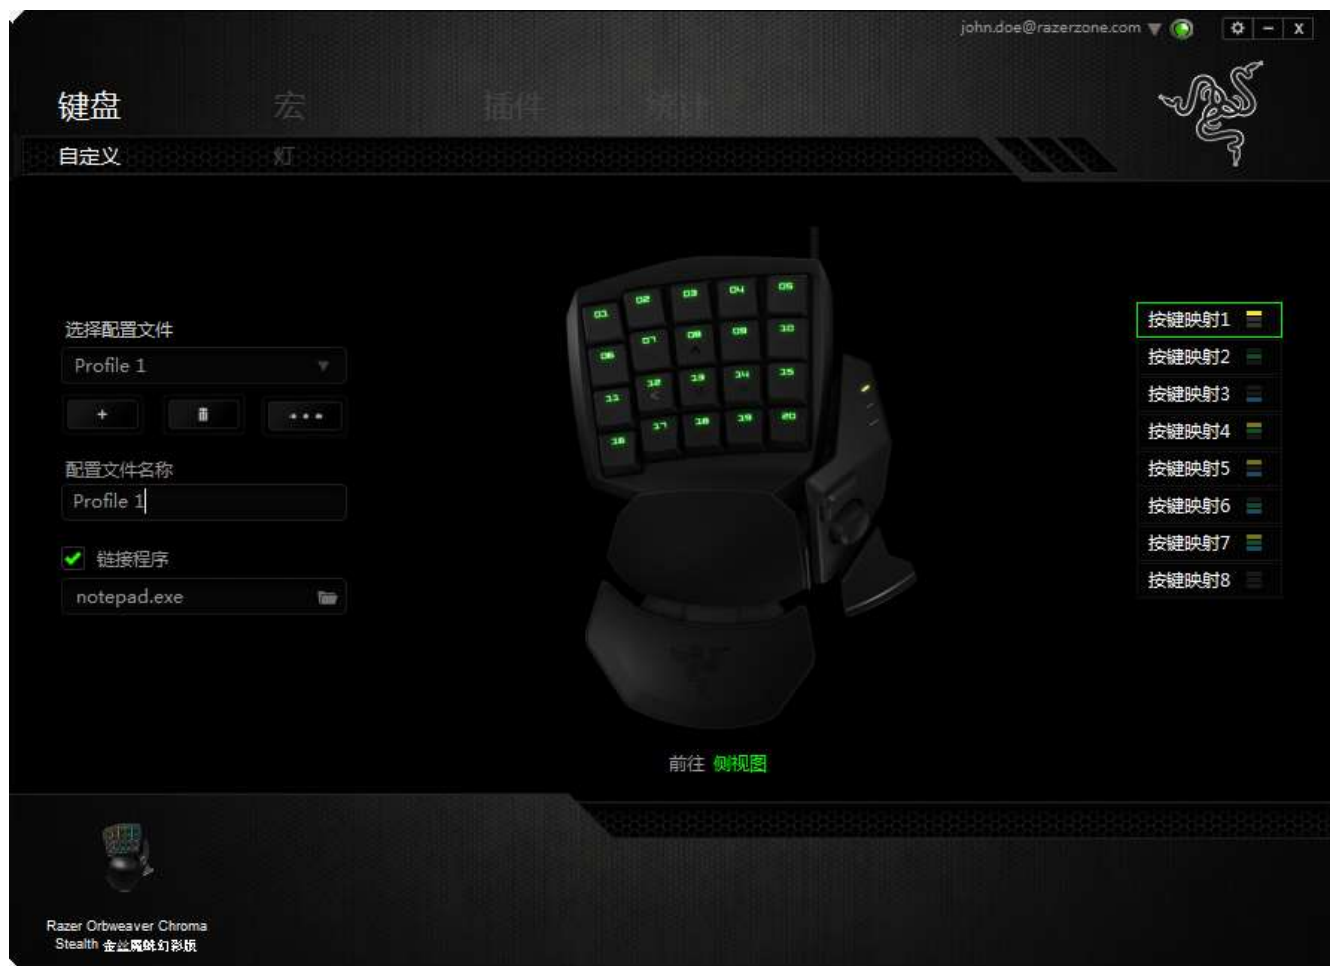 john.doe@razerzone.com
键盘 宏 插件 统计
自定义 灯
选择配置文件
Profile 1
配置文件名称
Profile 1
链接程序
notepad.exe
01 02 03 04 05
06 07 08 09 10
11 12 13 14 15
16 17 18 19 20
按键映射1
按键映射2
按键映射3
按键映射4
按键映射5
按键映射6
按键映射7
按键映射8
前往 侧视图
Razer Orbweaver Chroma
Stealth 金丝魔蛛幻彩版